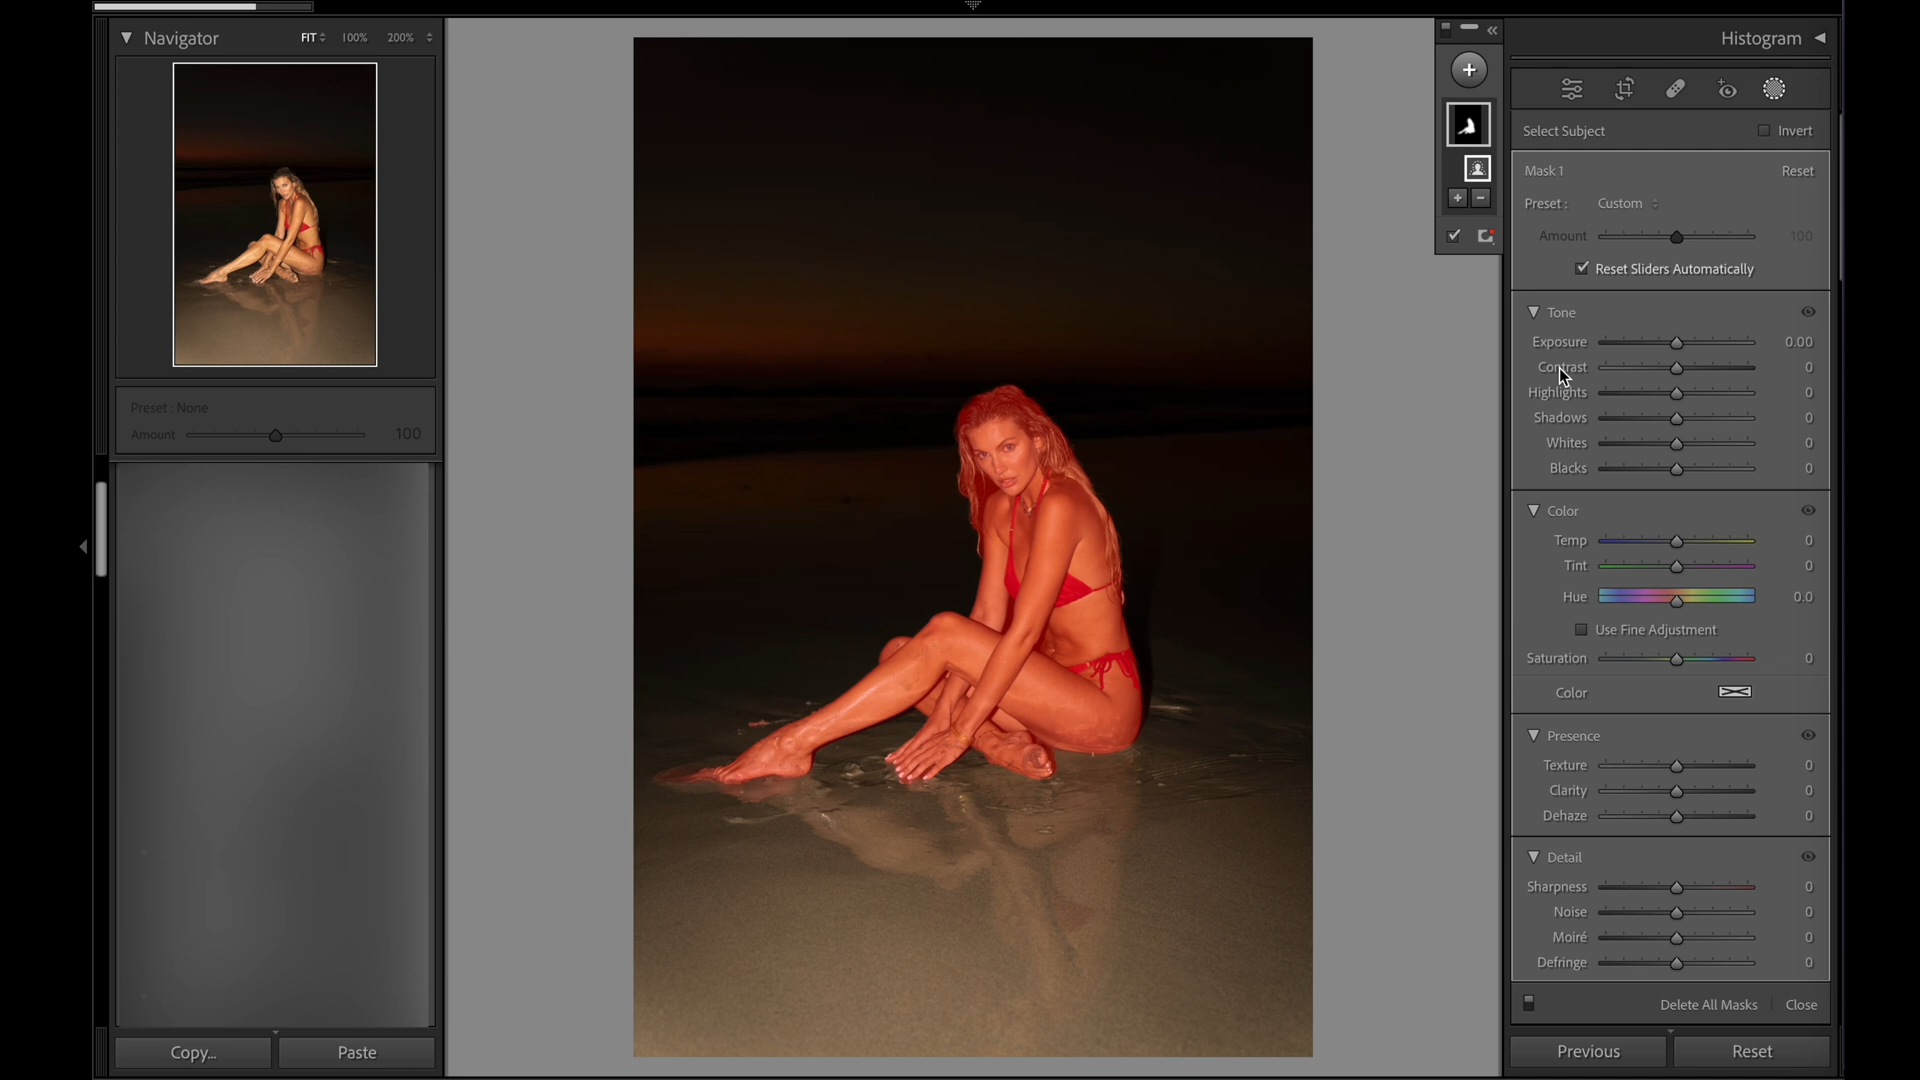 Navigator FIT 100% 200%
Histogram
Select Subject Invert
Mask 1 Reset
Preset : Custom
Amount 100
Reset Sliders Automatically
Tone
Exposure 0.00
Contrast 0
Highlights 0
Shadows 0
Whites 0
Blacks 0
Color
Temp 0
Tint 0
Hue 0.0
Use Fine Adjustment
Saturation 0
Color
Presence
Texture 0
Clarity 0
Dehaze 0
Detail
Sharpness 0
Noise 0
Moiré 0
Defringe 0
Delete All Masks Close
Previous Reset
Preset : None
Amount 100
Copy... Paste